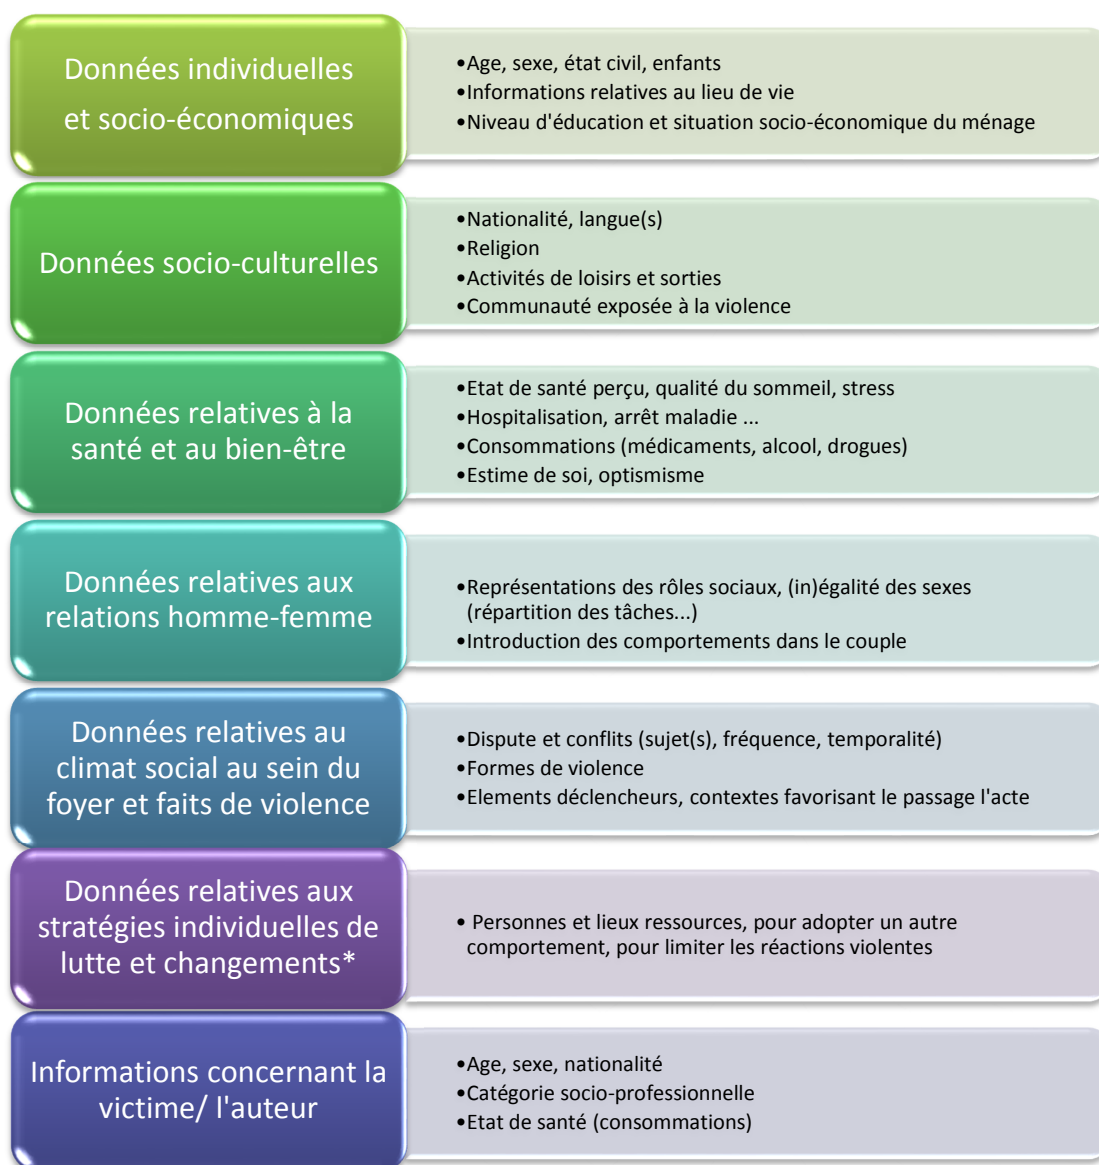 Données individuelles
et socio-économiques
•Age, sexe, état civil, enfants
•Informations relatives au lieu de vie
•Niveau d'éducation et situation socio-économique du ménage
Données socio-culturelles
•Nationalité, langue(s)
•Religion
•Activités de loisirs et sorties
•Communauté exposée à la violence
Données relatives à la
santé et au bien-être
•Etat de santé perçu, qualité du sommeil, stress
•Hospitalisation, arrêt maladie ...
•Consommations (médicaments, alcool, drogues)
•Estime de soi, optismisme
Données relatives aux
relations homme-femme
•Représentations des rôles sociaux, (in)égalité des sexes
(répartition des tâches...)
•Introduction des comportements dans le couple
Données relatives au
climat social au sein du
foyer et faits de violence
•Dispute et conflits (sujet(s), fréquence, temporalité)
•Formes de violence
•Elements déclencheurs, contextes favorisant le passage l'acte
Données relatives aux
stratégies individuelles de
lutte et changements*
• Personnes et lieux ressources, pour adopter un autre
comportement, pour limiter les réactions violentes
Informations concernant la
victime/ l'auteur
•Age, sexe, nationalité
•Catégorie socio-professionnelle
•Etat de santé (consommations)